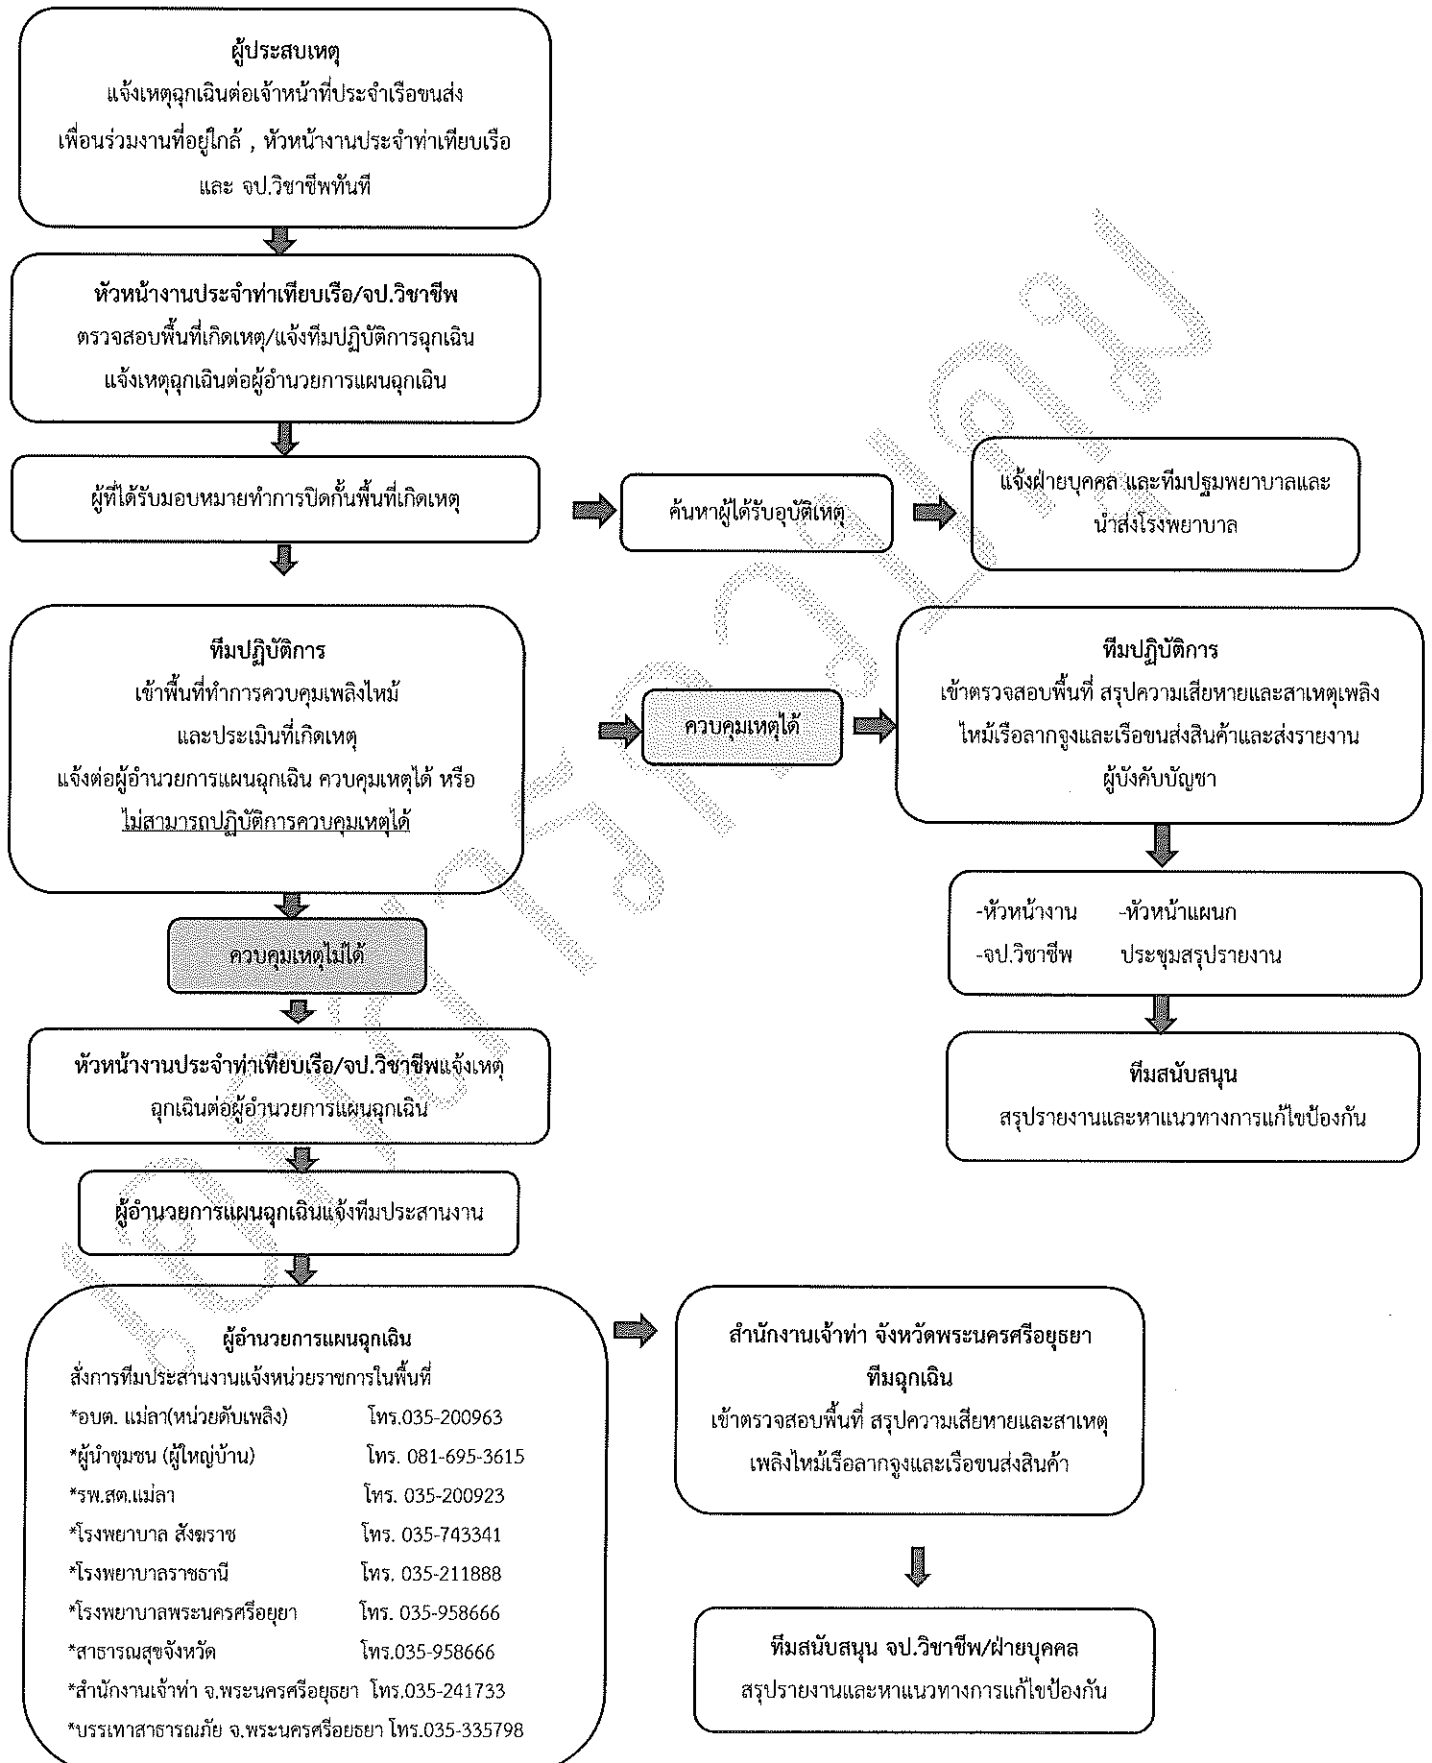 ผู้ประสบเหตุ
แจ้งเหตุฉุกเฉินต่อเจ้าหน้าที่ประจำเรือขนส่ง
เพื่อนร่วมงานที่อยู่ใกล้ , หัวหน้างานประจำท่าเทียบเรือ
และ จป.วิชาชีพทันที
หัวหน้างานประจำท่าเทียบเรือ/จป.วิชาชีพ
ตรวจสอบพื้นที่เกิดเหตุ/แจ้งทีมปฏิบัติการฉุกเฉิน
แจ้งเหตุฉุกเฉินต่อผู้อำนวยการแผนฉุกเฉิน
ผู้ที่ได้รับมอบหมายทำการปิดกั้นพื้นที่เกิดเหตุ
ค้นหาผู้ได้รับอุบัติเหตุ
แจ้งฝ่ายบุคคล และทีมปฐมพยาบาลและ
นำส่งโรงพยาบาล
ทีมปฏิบัติการ
เข้าพื้นที่ทำการควบคุมเพลิงไหม้
และประเมินที่เกิดเหตุ
แจ้งต่อผู้อำนวยการแผนฉุกเฉิน ควบคุมเหตุได้ หรือ
ไม่สามารถปฏิบัติการควบคุมเหตุได้
ควบคุมเหตุได้
ทีมปฏิบัติการ
เข้าตรวจสอบพื้นที่ สรุปความเสียหายและสาเหตุเพลิง
ไหม้เรือลากจูงและเรือขนส่งสินค้าและส่งรายงาน
ผู้บังคับบัญชา
-หัวหน้างาน -หัวหน้าแผนก
-จป.วิชาชีพ ประชุมสรุปรายงาน
ทีมสนับสนุน
สรุปรายงานและหาแนวทางการแก้ไขป้องกัน
ควบคุมเหตุไม่ได้
หัวหน้างานประจำท่าเทียบเรือ/จป.วิชาชีพแจ้งเหตุ
ฉุกเฉินต่อผู้อำนวยการแผนฉุกเฉิน
ผู้อำนวยการแผนฉุกเฉินแจ้งทีมประสานงาน
ผู้อำนวยการแผนฉุกเฉิน
สั่งการทีมประสานงานแจ้งหน่วยราชการในพื้นที่
*อบต. แม่ลา(หน่วยดับเพลิง) โทร.035-200963
*ผู้นำชุมชน (ผู้ใหญ่บ้าน) โทร. 081-695-3615
*รพ.สต.แม่ลา โทร. 035-200923
*โรงพยาบาล สังฆราช โทร. 035-743341
*โรงพยาบาลราชธานี โทร. 035-211888
*โรงพยาบาลพระนครศรีอยุยา โทร. 035-958666
*สาธารณสุขจังหวัด โทร.035-958666
*สำนักงานเจ้าท่า จ.พระนครศรีอยุธยา โทร.035-241733
*บรรเทาสาธารณภัย จ.พระนครศรีอยธยา โทร.035-335798
สำนักงานเจ้าท่า จังหวัดพระนครศรีอยุธยา
ทีมฉุกเฉิน
เข้าตรวจสอบพื้นที่ สรุปความเสียหายและสาเหตุ
เพลิงไหม้เรือลากจูงและเรือขนส่งสินค้า
ทีมสนับสนุน จป.วิชาชีพ/ฝ่ายบุคคล
สรุปรายงานและหาแนวทางการแก้ไขป้องกัน